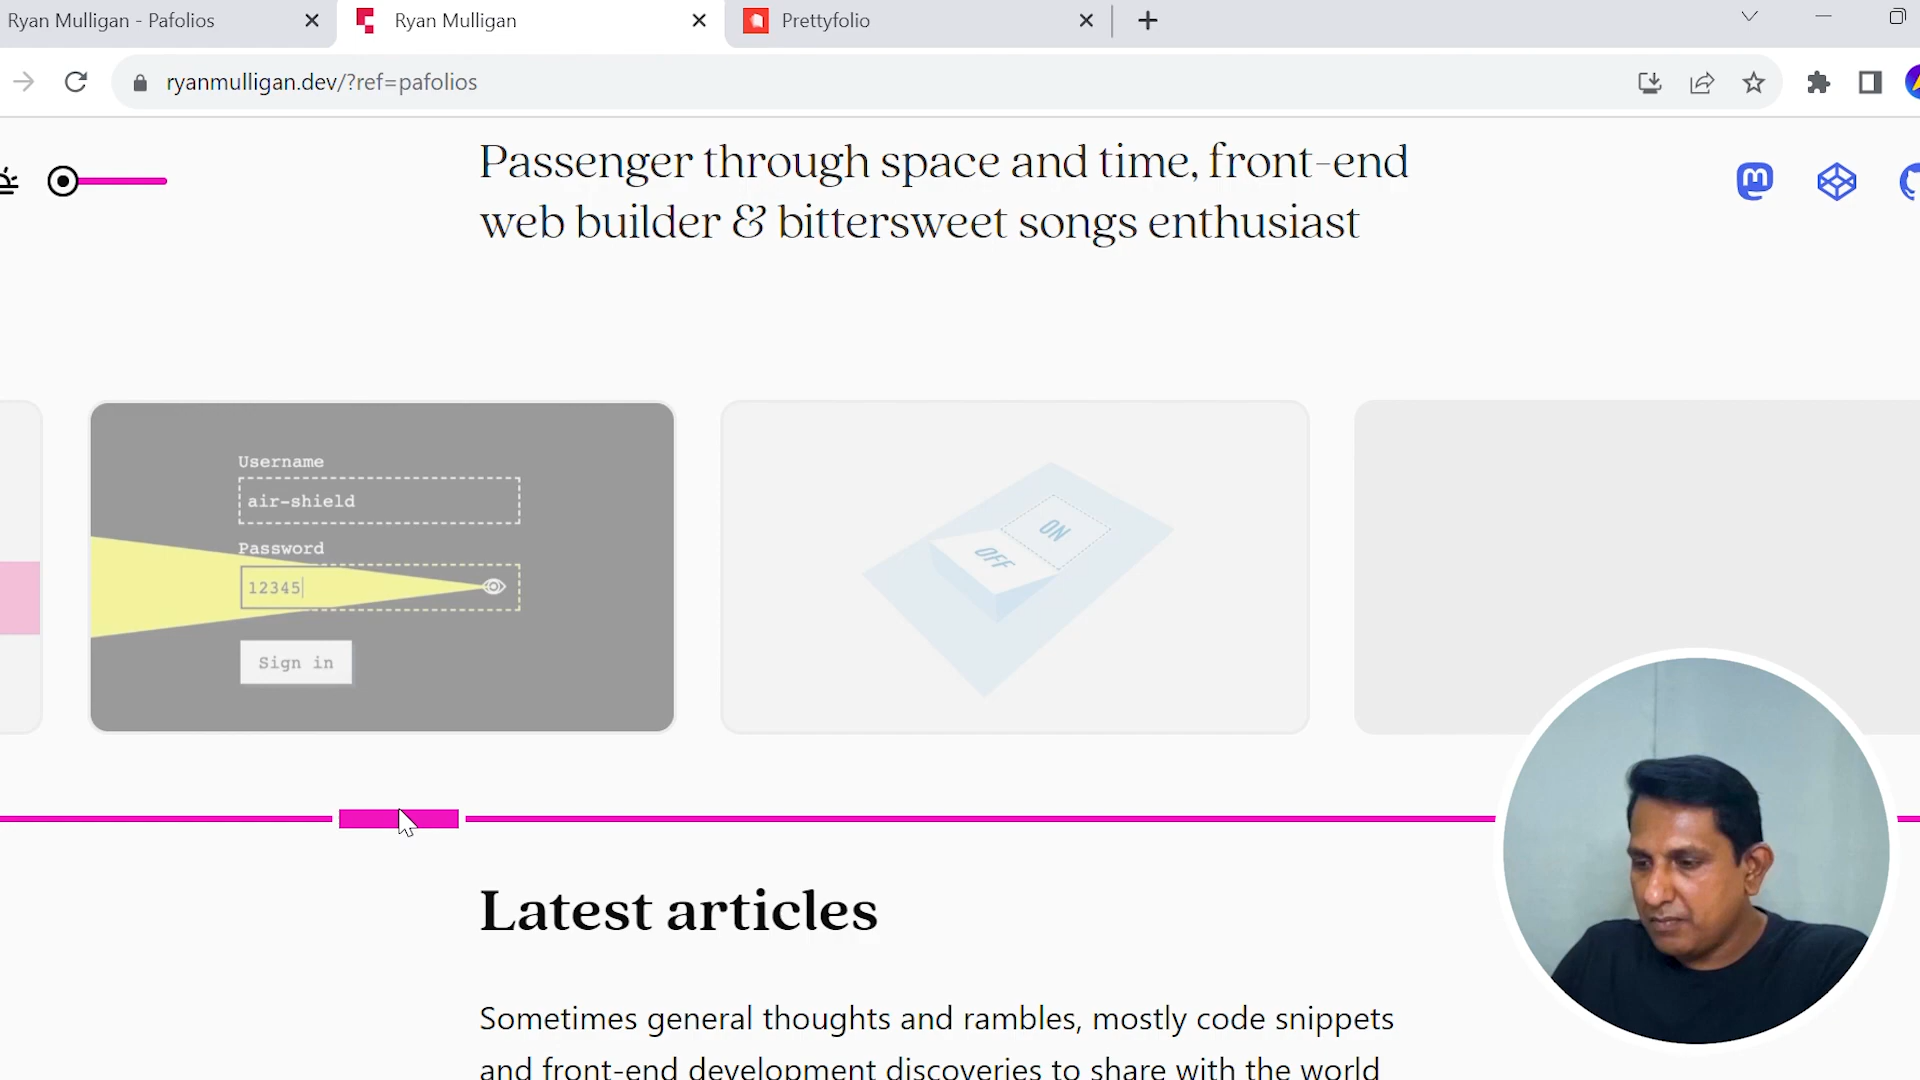 Ryan Mulligan - Pafolios
Ryan Mulligan
Prettyfolio
ryanmulligan.dev/?ref=pafolios
Passenger through space and time, front-end
web builder & bittersweet songs enthusiast
Username
air-shield
Password
12345
Sign in
ON
OFF
Latest articles
Sometimes general thoughts and rambles, mostly code snippets
and front-end development discoveries to share with the world